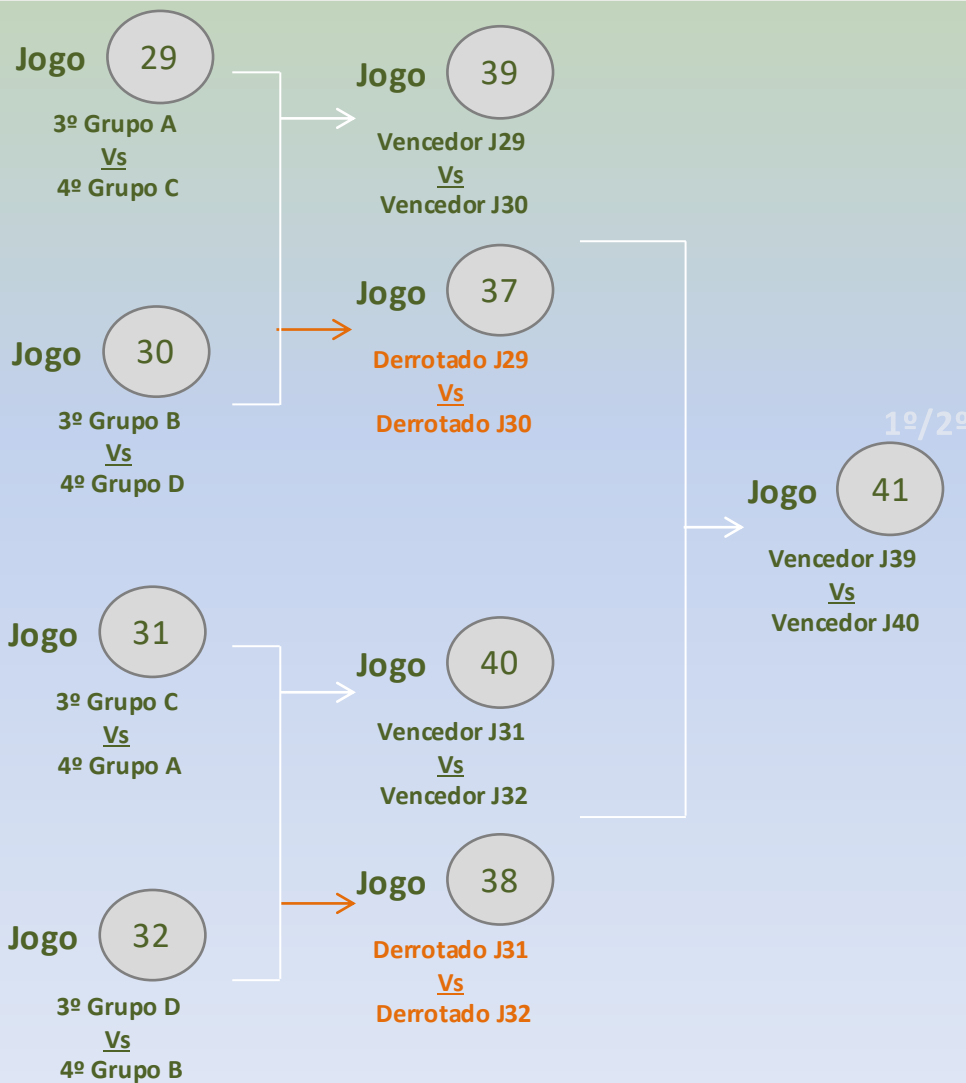 Jogo 29
3º Grupo A
Vs
4º Grupo C
Jogo 30
3º Grupo B
Vs
4º Grupo D
Jogo 31
3º Grupo C
Vs
4º Grupo A
Jogo 32
3º Grupo D
Vs
4º Grupo B
Jogo 39
Vencedor J29
Vs
Vencedor J30
Jogo 37
Derrotado J29
Vs
Derrotado J30
Jogo 40
Vencedor J31
Vs
Vencedor J32
Jogo 38
Derrotado J31
Vs
Derrotado J32
1º/2º
Jogo 41
Vencedor J39
Vs
Vencedor J40